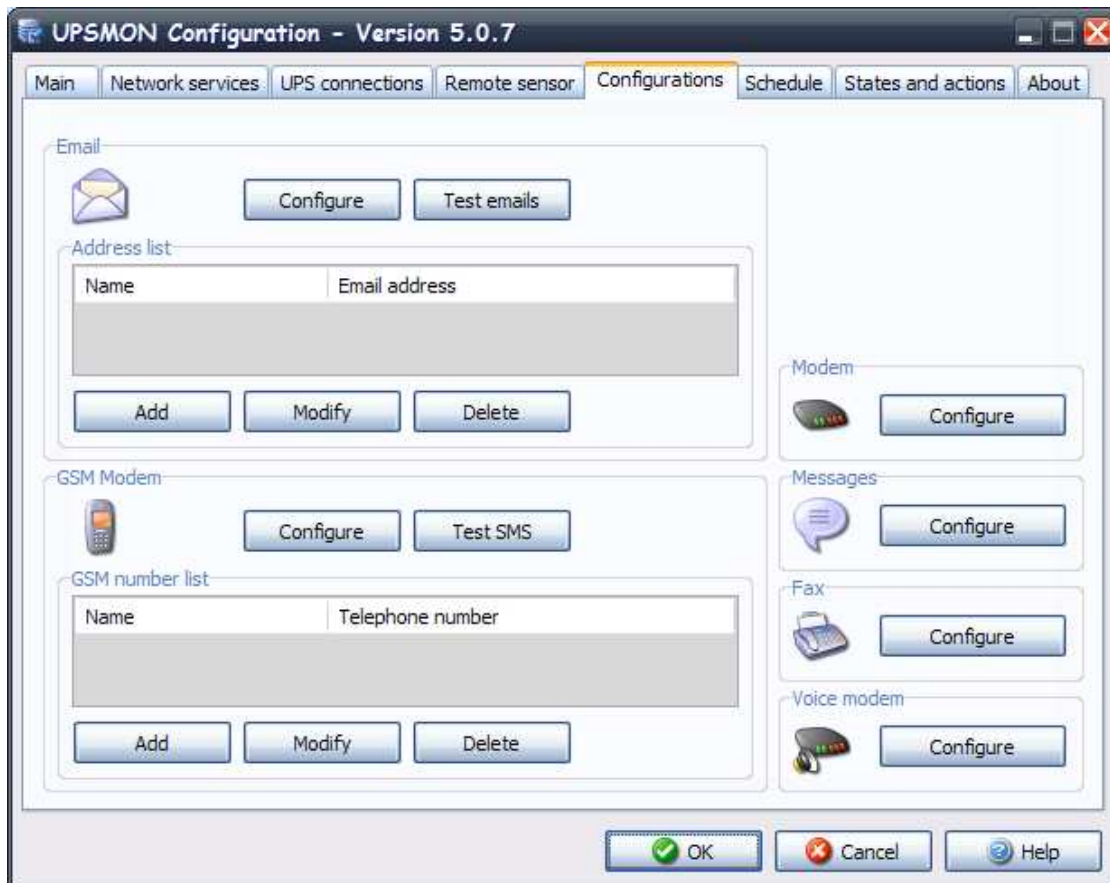 UPSMON Configuration - Version 5.0.7
Main Network services UPS connections Remote sensor Configurations Schedule States and actions About
Email
Configure Test emails
Address list
Name Email address
Add Modify Delete
GSM Modem
Configure Test SMS
GSM number list
Name Telephone number
Add Modify Delete
Modem
Configure
Messages
Configure
Fax
Configure
Voice modem
Configure
OK Cancel Help